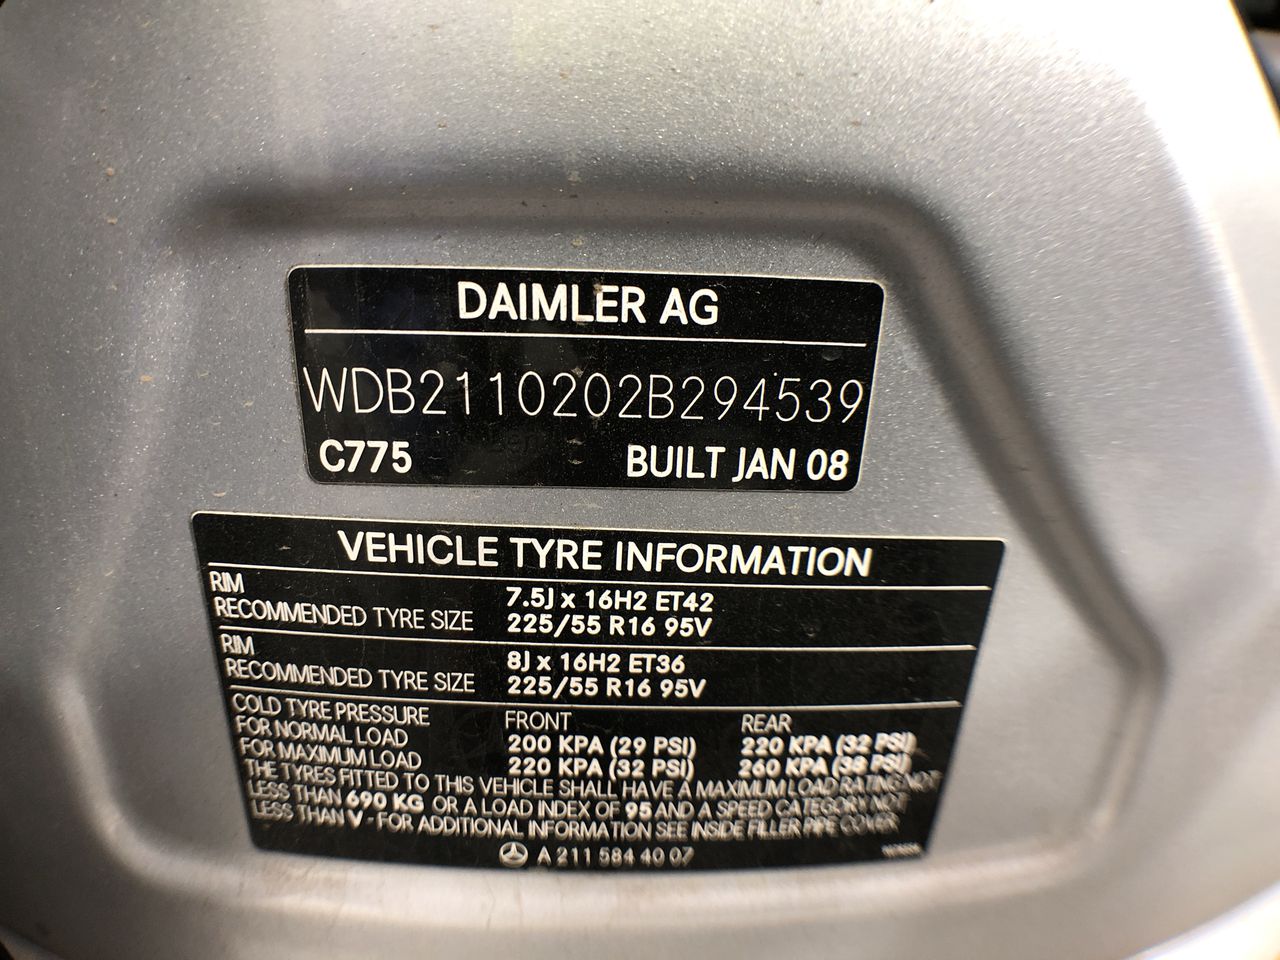 DAIMLER AG
WDB2110202B294539
C775 BUILT JAN 08
VEHICLE TYRE INFORMATION
RIM 7.5J x 16H2 ET42
RECOMMENDED TYRE SIZE 225/55 R16 95V
RIM 8J x 16H2 ET36
RECOMMENDED TYRE SIZE 225/55 R16 95V
COLD TYRE PRESSURE FRONT REAR
FOR NORMAL LOAD 200 KPA (29 PSI) 220 KPA (32 PSI)
FOR MAXIMUM LOAD 220 KPA (32 PSI) 260 KPA (38 PSI)
THE TYRES FITTED TO THIS VEHICLE SHALL HAVE A MAXIMUM LOAD RATING NOT
LESS THAN 690 KG OR A LOAD INDEX OF 95 AND A SPEED CATEGORY NOT
LESS THAN V - FOR ADDITIONAL INFORMATION SEE INSIDE FILLER PIPE COVER
A 211 584 40 07